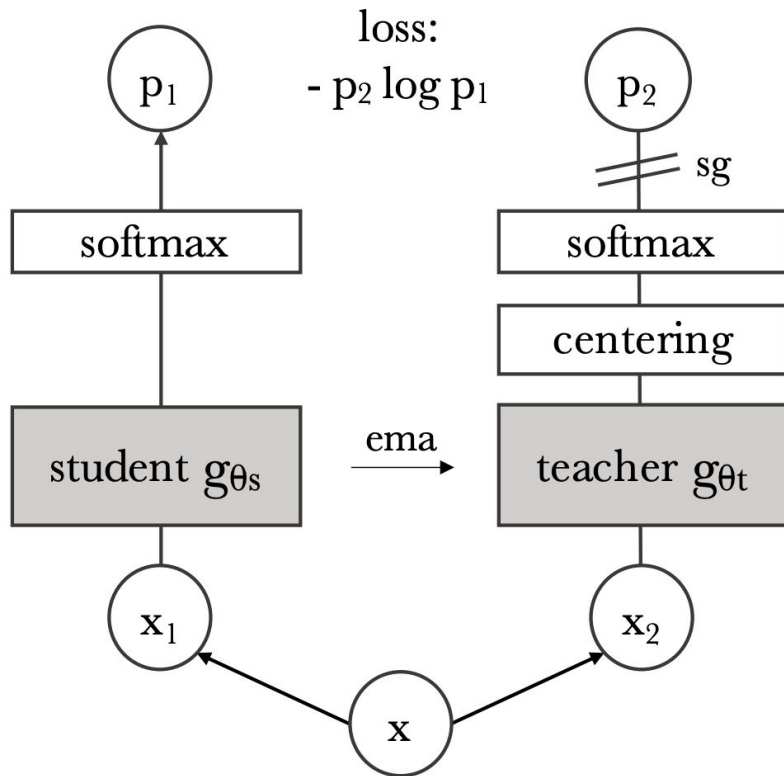 loss:
p₁ - p₂ log p₁ p₂
sg
softmax softmax
centering
student gθs ema teacher gθt
x₁ x₂
x